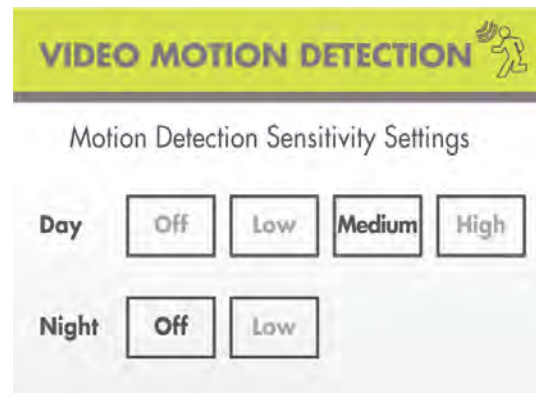 VIDEO MOTION DETECTION
Motion Detection Sensitivity Settings
Day Off Low Medium High
Night Off Low